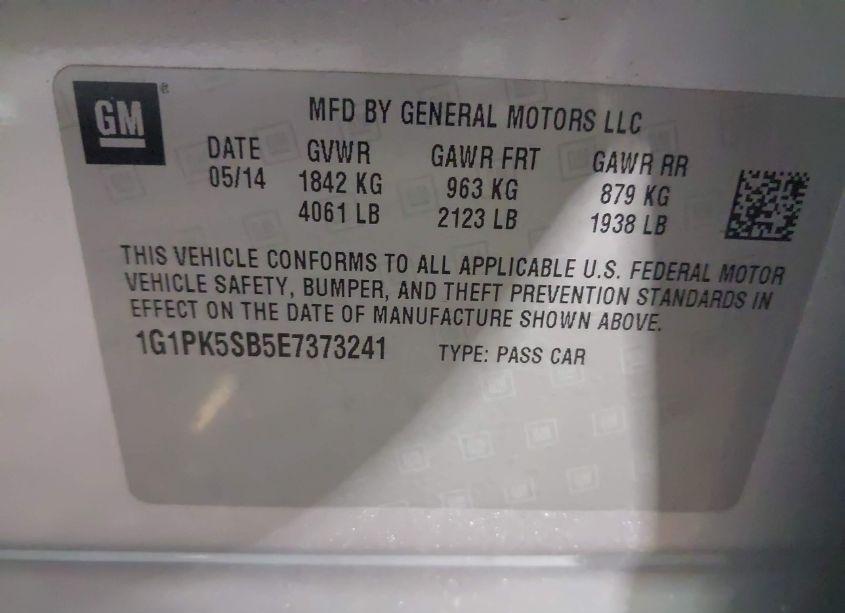 GM ®
MFD BY GENERAL MOTORS LLC
DATE GVWR GAWR FRT GAWR RR
05/14 1842 KG 963 KG 879 KG
4061 LB 2123 LB 1938 LB
THIS VEHICLE CONFORMS TO ALL APPLICABLE U.S. FEDERAL MOTOR
VEHICLE SAFETY, BUMPER, AND THEFT PREVENTION STANDARDS IN
EFFECT ON THE DATE OF MANUFACTURE SHOWN ABOVE.
1G1PK5SB5E7373241 TYPE: PASS CAR